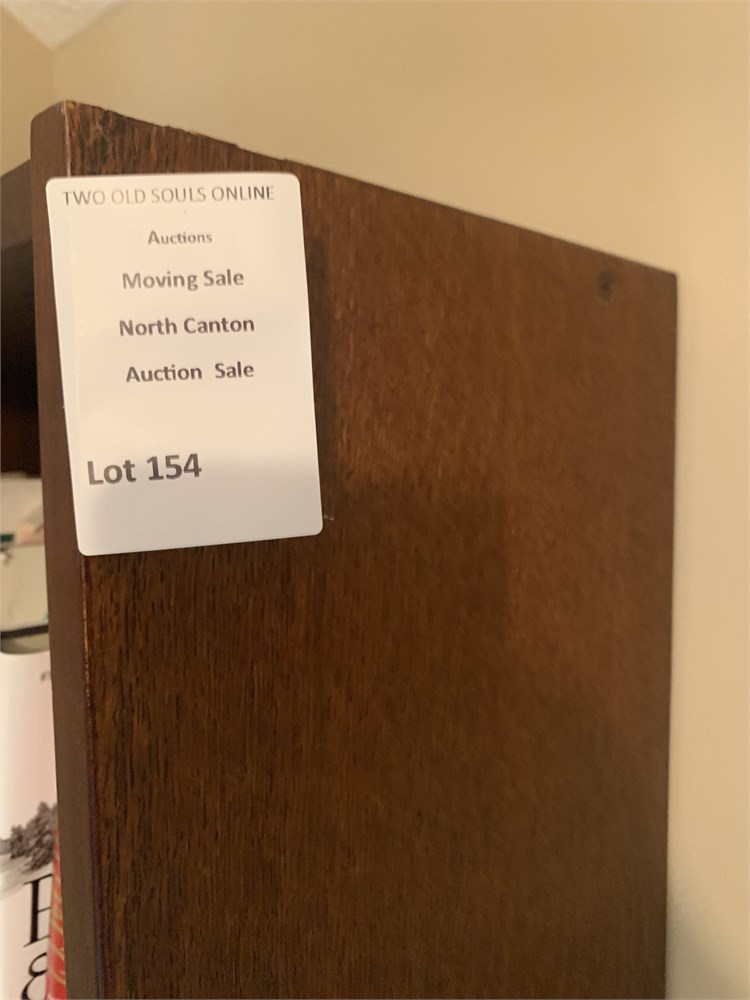 TWO OLD SOULS ONLINE
Auctions
Moving Sale
North Canton
Auction Sale
Lot 154